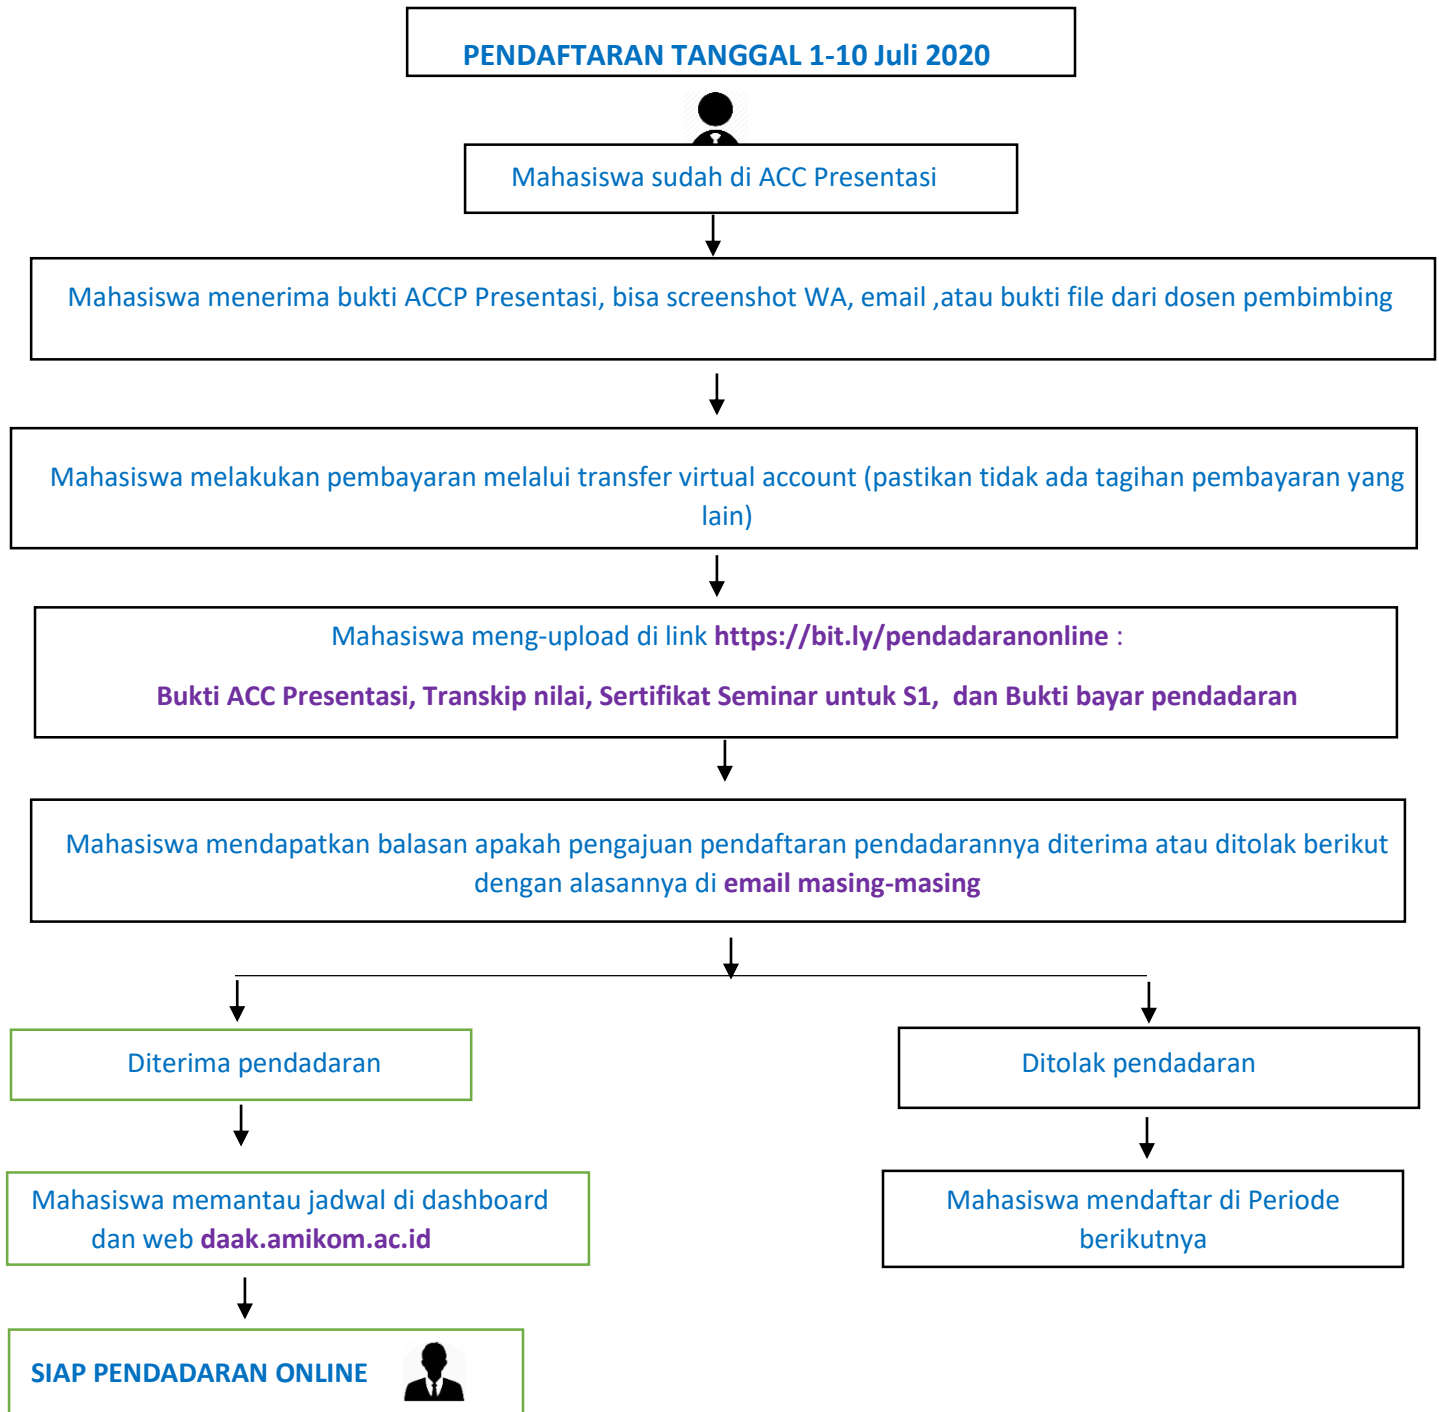 PENDAFTARAN TANGGAL 1-10 Juli 2020
Mahasiswa sudah di ACC Presentasi
Mahasiswa menerima bukti ACCP Presentasi, bisa screenshot WA, email ,atau bukti file dari dosen pembimbing
Mahasiswa melakukan pembayaran melalui transfer virtual account (pastikan tidak ada tagihan pembayaran yang
lain)
Mahasiswa meng-upload di link https://bit.ly/pendadaranonline :
Bukti ACC Presentasi, Transkip nilai, Sertifikat Seminar untuk S1,  dan Bukti bayar pendadaran
Mahasiswa mendapatkan balasan apakah pengajuan pendaftaran pendadarannya diterima atau ditolak berikut
dengan alasannya di email masing-masing
Diterima pendadaran
Ditolak pendadaran
Mahasiswa memantau jadwal di dashboard
dan web daak.amikom.ac.id
Mahasiswa mendaftar di Periode
berikutnya
SIAP PENDADARAN ONLINE